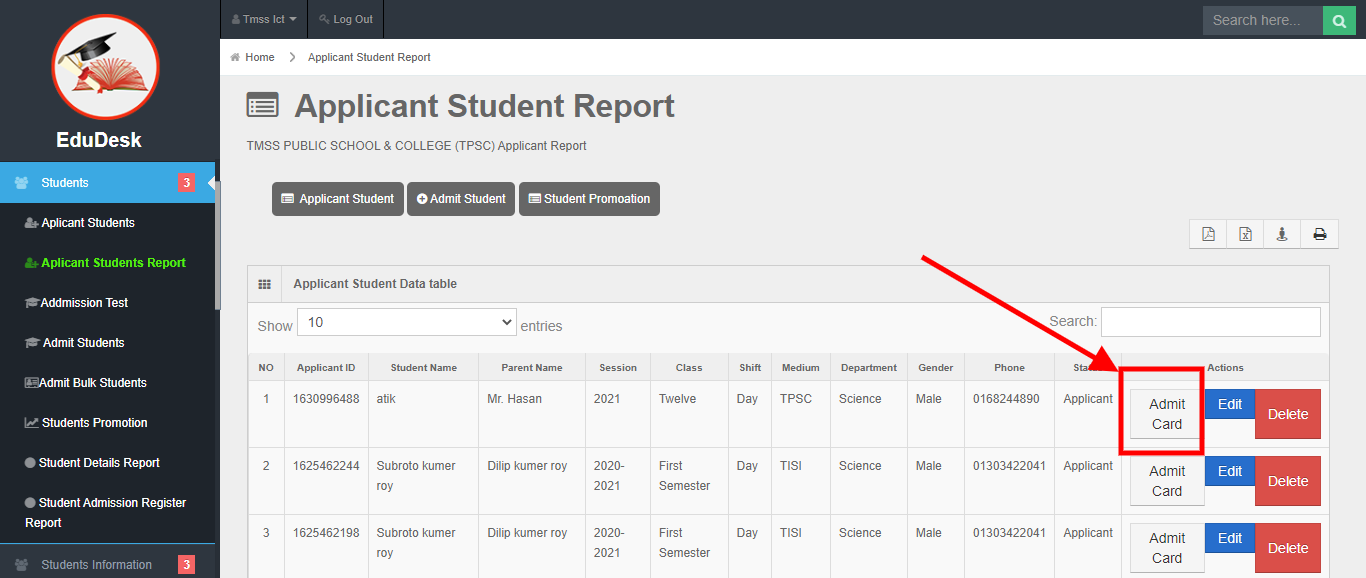 Tmss Ict
Log Out
Search here...
EduDesk
Home
Applicant Student Report
Applicant Student Report
TMSS PUBLIC SCHOOL & COLLEGE (TPSC) Applicant Report
Applicant Student
Admit Student
Student Promoation
Students 3
Aplicant Students
Aplicant Students Report
Addmission Test
Admit Students
Admit Bulk Students
Students Promotion
Student Details Report
Student Admission Register
Report
Students Information 3
Applicant Student Data table
Show 10 entries
Search:
NO Applicant ID Student Name Parent Name Session Class Shift Medium Department Gender Phone Actions
1 1630996488 atik Mr. Hasan 2021 Twelve Day TPSC Science Male 0168244890 Applicant Admit Edit Delete
Card
2 1625462244 Subroto kumer Dilip kumer roy 2020- First Day TISI Science Male 01303422041 Applicant Admit Edit Delete
roy 2021 Semester Card
3 1625462198 Subroto kumer Dilip kumer roy 2020- First Day TISI Science Male 01303422041 Applicant Admit Edit Delete
roy 2021 Semester Card